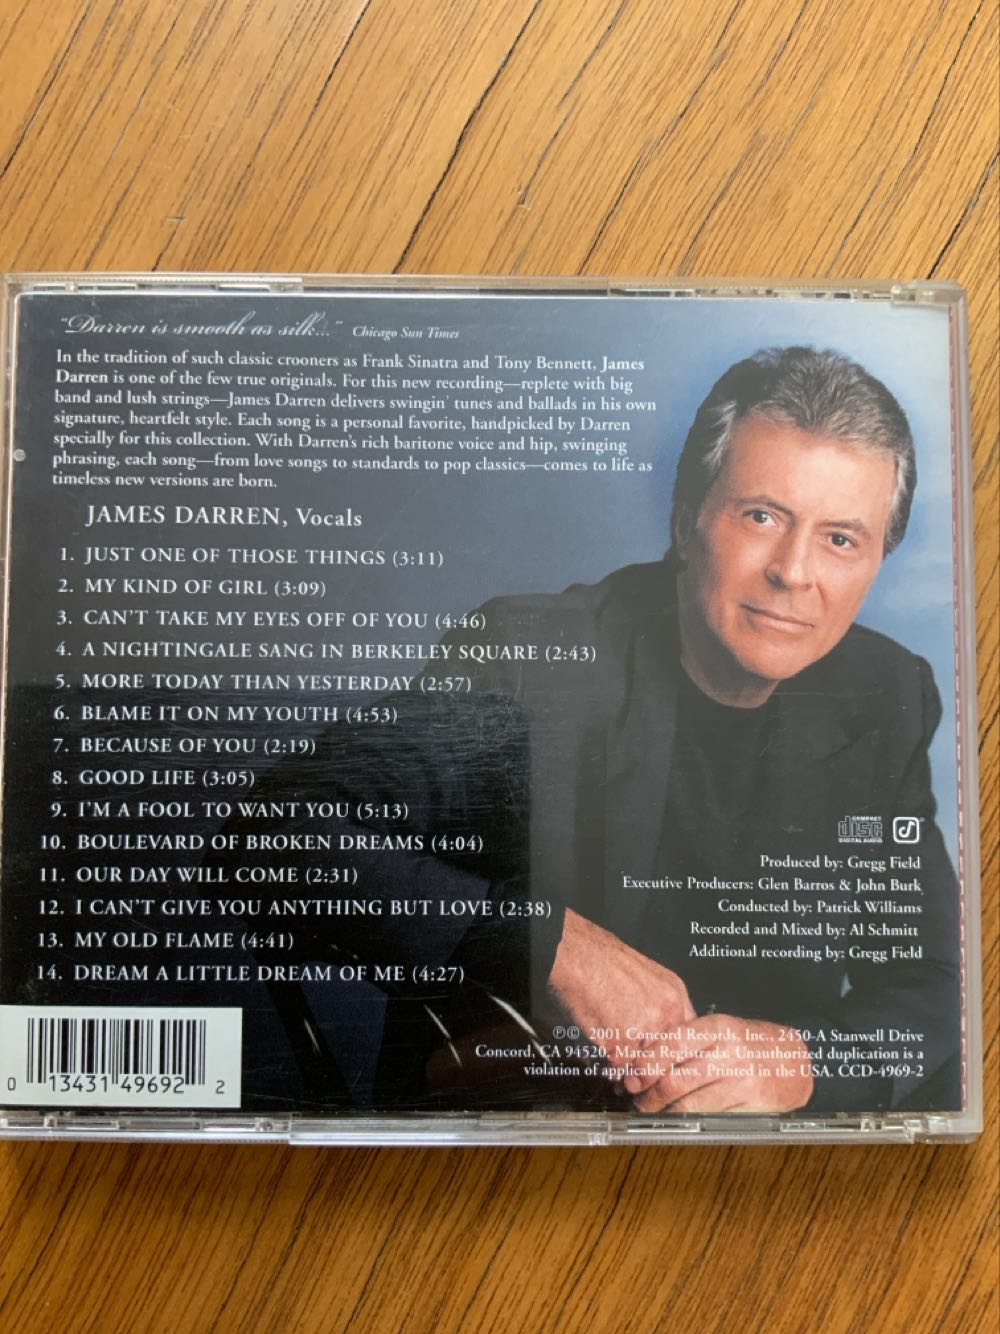 "Darren is smooth as silk..." Chicago Sun Times
In the tradition of such classic crooners as Frank Sinatra and Tony Bennett, James
Darren is one of the few true originals. For this new recording—replete with big
band and lush strings—James Darren delivers swingin' tunes and ballads in his own
signature, heartfelt style. Each song is a personal favorite, handpicked by Darren
specially for this collection. With Darren's rich baritone voice and hip, swinging
phrasing, each song—from love songs to standards to pop classics—comes to life as
timeless new versions are born.
JAMES DARREN, Vocals
1. JUST ONE OF THOSE THINGS (3:11)
2. MY KIND OF GIRL (3:09)
3. CAN'T TAKE MY EYES OFF OF YOU (4:46)
4. A NIGHTINGALE SANG IN BERKELEY SQUARE (2:43)
5. MORE TODAY THAN YESTERDAY (2:57)
6. BLAME IT ON MY YOUTH (4:53)
7. BECAUSE OF YOU (2:19)
8. GOOD LIFE (3:05)
9. I'M A FOOL TO WANT YOU (5:13)
10. BOULEVARD OF BROKEN DREAMS (4:04)
11. OUR DAY WILL COME (2:31)
12. I CAN'T GIVE YOU ANYTHING BUT LOVE (2:38)
13. MY OLD FLAME (4:41)
14. DREAM A LITTLE DREAM OF ME (4:27)
COMPACT
disc
DIGITAL AUDIO
Produced by: Gregg Field
Executive Producers: Glen Barros & John Burk
Conducted by: Patrick Williams
Recorded and Mixed by: Al Schmitt
Additional recording by: Gregg Field
℗© 2001 Concord Records, Inc., 2450-A Stanwell Drive
Concord, CA 94520. Marca Registrada. Unauthorized duplication is a
violation of applicable laws. Printed in the USA. CCD-4969-2
0 13431 49692 2